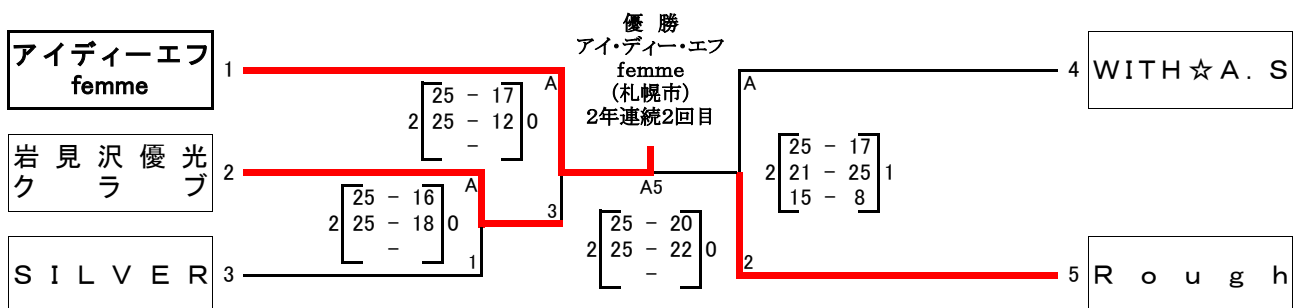 優 勝
アイ・ディー・エフ
femme
(札幌市)
2年連続2回目
アイディーエフ
femme
1
A
25 - 17
2 25 - 12 0
-
岩見沢優光
クラブ
2
A
25 - 16
2 25 - 18 0
-
3
1
SILVER
3
A5
25 - 20
2 25 - 22 0
-
4
WITH☆A.S
A
25 - 17
2 21 - 25 1
15 - 8
2
5
Rough